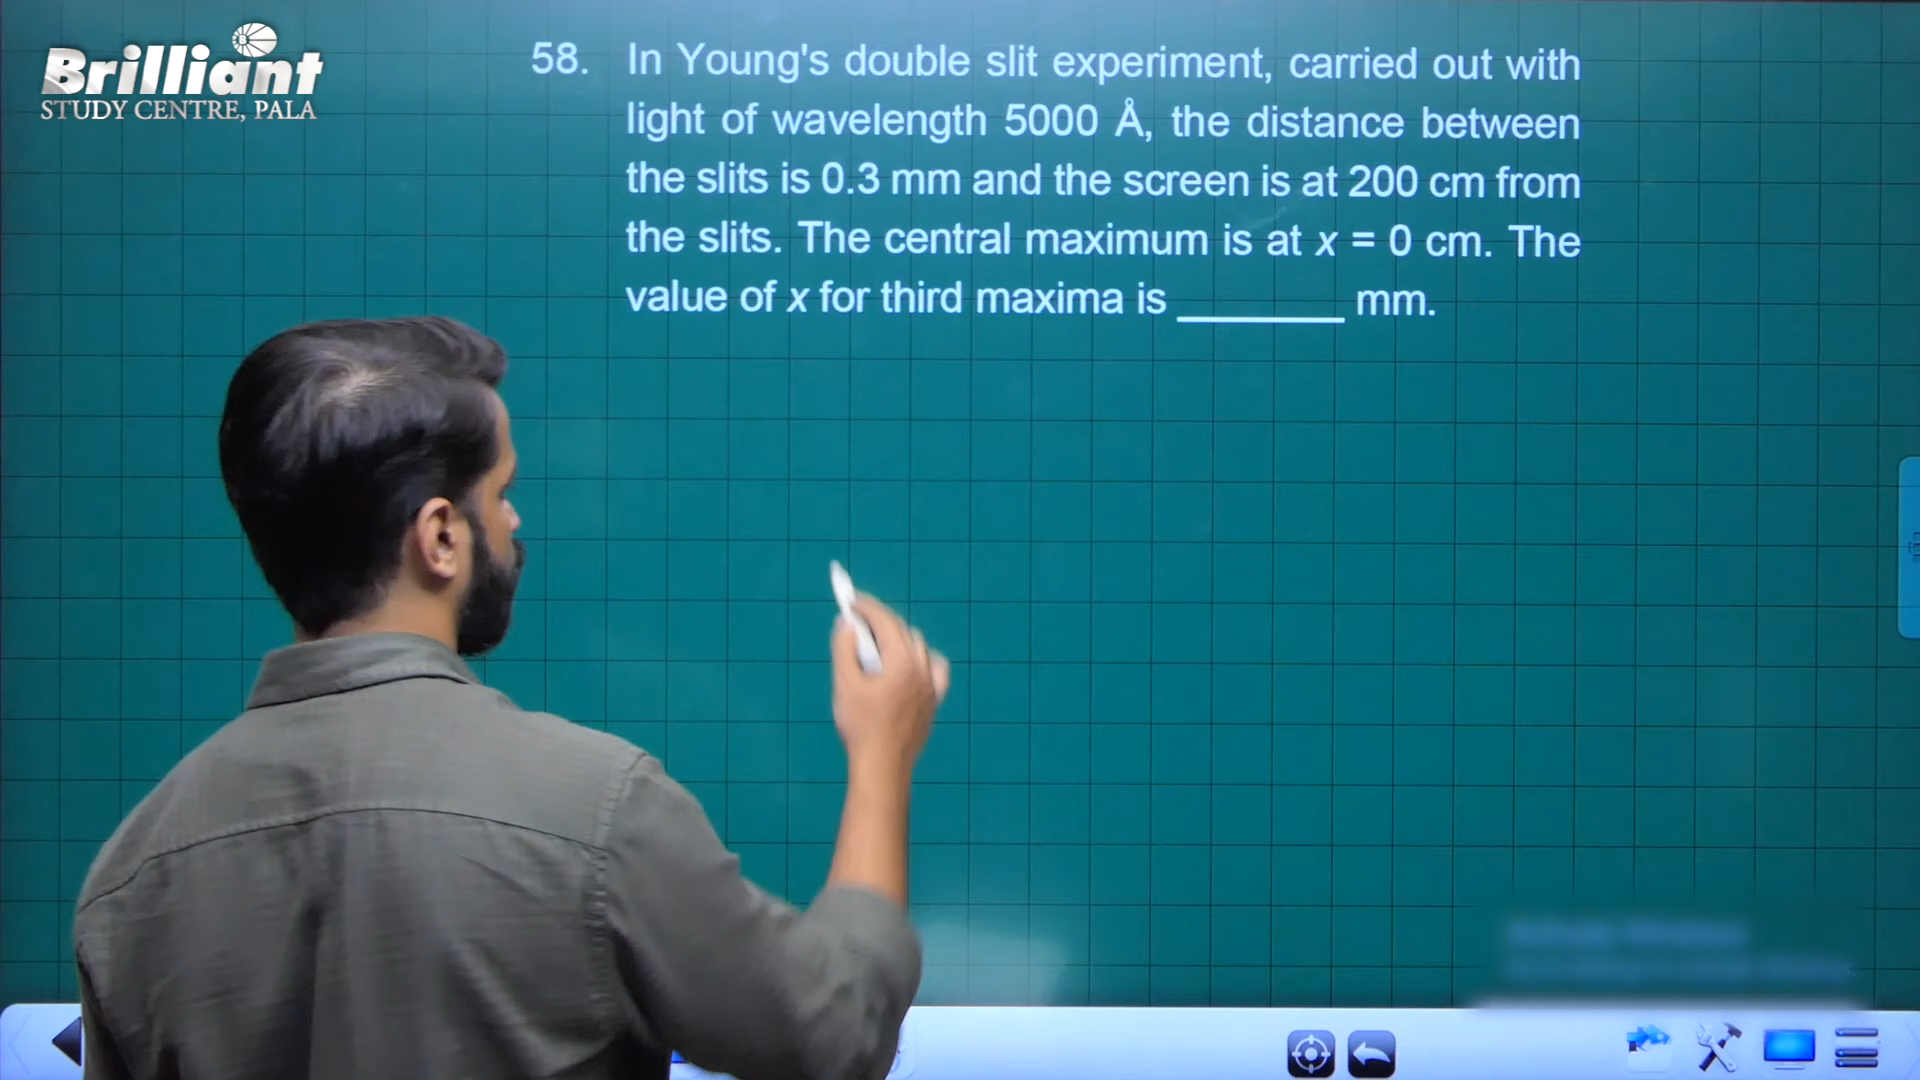 Brilliant
STUDY CENTRE, PALA
58. In Young's double slit experiment, carried out with
light of wavelength 5000 Å, the distance between
the slits is 0.3 mm and the screen is at 200 cm from
the slits. The central maximum is at x = 0 cm. The
value of x for third maxima is ________ mm.